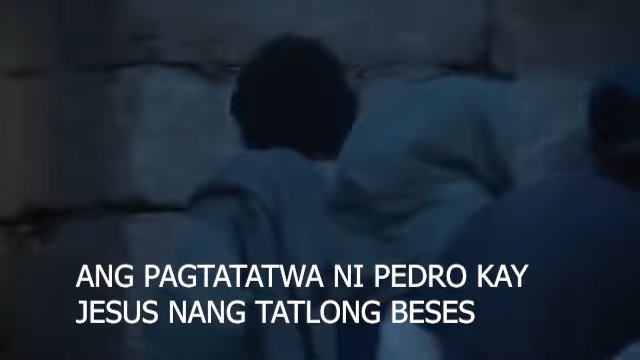 ANG PAGTATATWA NI PEDRO KAY
JESUS NANG TATLONG BESES